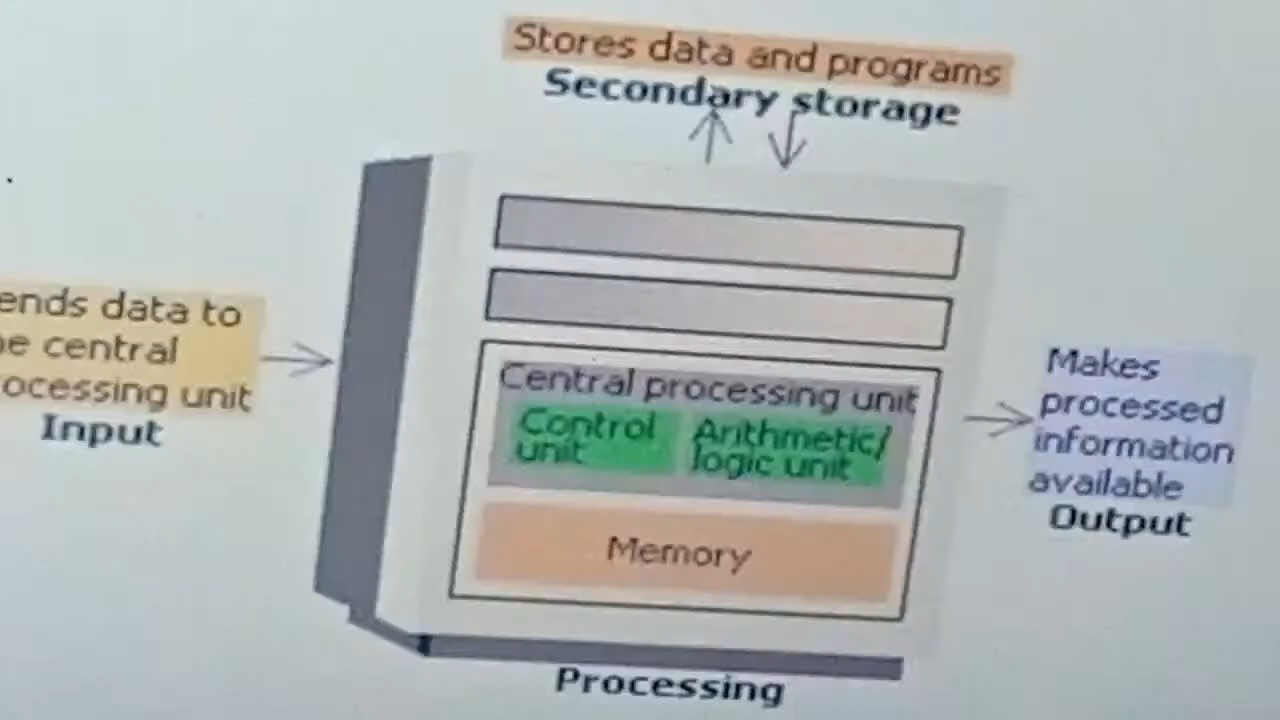 Stores data and programs
Secondary storage
ends data to
e central
ocessing unit
Input
Central processing unit
Control
unit
Arithmetic/
logic unit
Memory
Makes
processed
information
available
Output
Processing